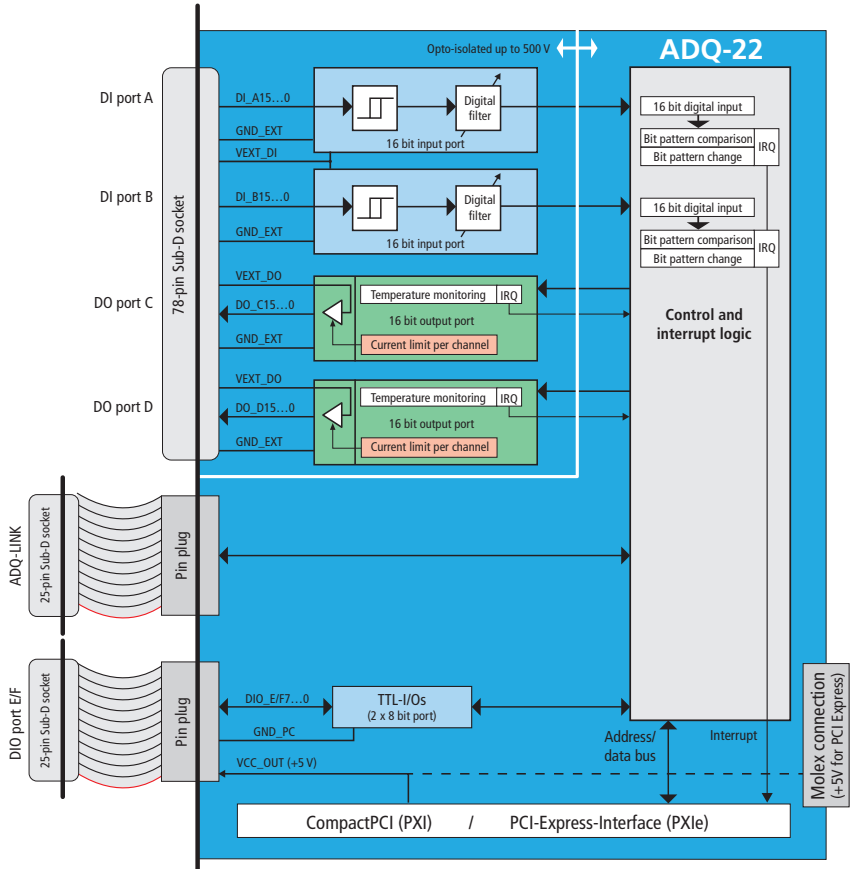 Opto-isolated up to 500 V
ADQ-22
DI port A
DI_A15...0
GND_EXT
VEXT_DI
Digital
filter
16 bit input port
16 bit digital input
Bit pattern comparison
Bit pattern change
IRQ
DI port B
DI_B15...0
GND_EXT
Digital
filter
16 bit input port
16 bit digital input
Bit pattern comparison
Bit pattern change
IRQ
78-pin Sub-D socket
DO port C
VEXT_DO
DO_C15...0
GND_EXT
Temperature monitoring
IRQ
16 bit output port
Current limit per channel
Control and
interrupt logic
DO port D
VEXT_DO
DO_D15...0
GND_EXT
Temperature monitoring
IRQ
16 bit output port
Current limit per channel
ADQ-LINK
25-pin Sub-D socket
Pin plug
DIO port E/F
25-pin Sub-D socket
Pin plug
DIO_E/F7...0
GND_PC
VCC_OUT (+5 V)
TTL-I/Os
(2 x 8 bit port)
Address/
data bus
Interrupt
Molex connection
(+5V for PCI Express)
CompactPCI (PXI) / PCI-Express-Interface (PXIe)